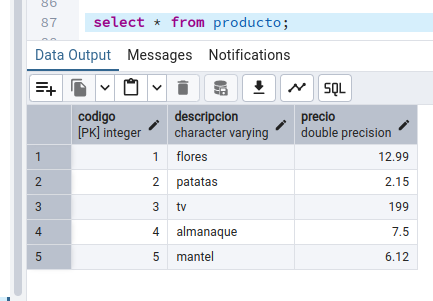 86
87 select * from producto;
Data Output Messages Notifications
SQL
codigo descripcion precio
[PK] integer character varying double precision
1 1 flores 12.99
2 2 patatas 2.15
3 3 tv 199
4 4 almanaque 7.5
5 5 mantel 6.12